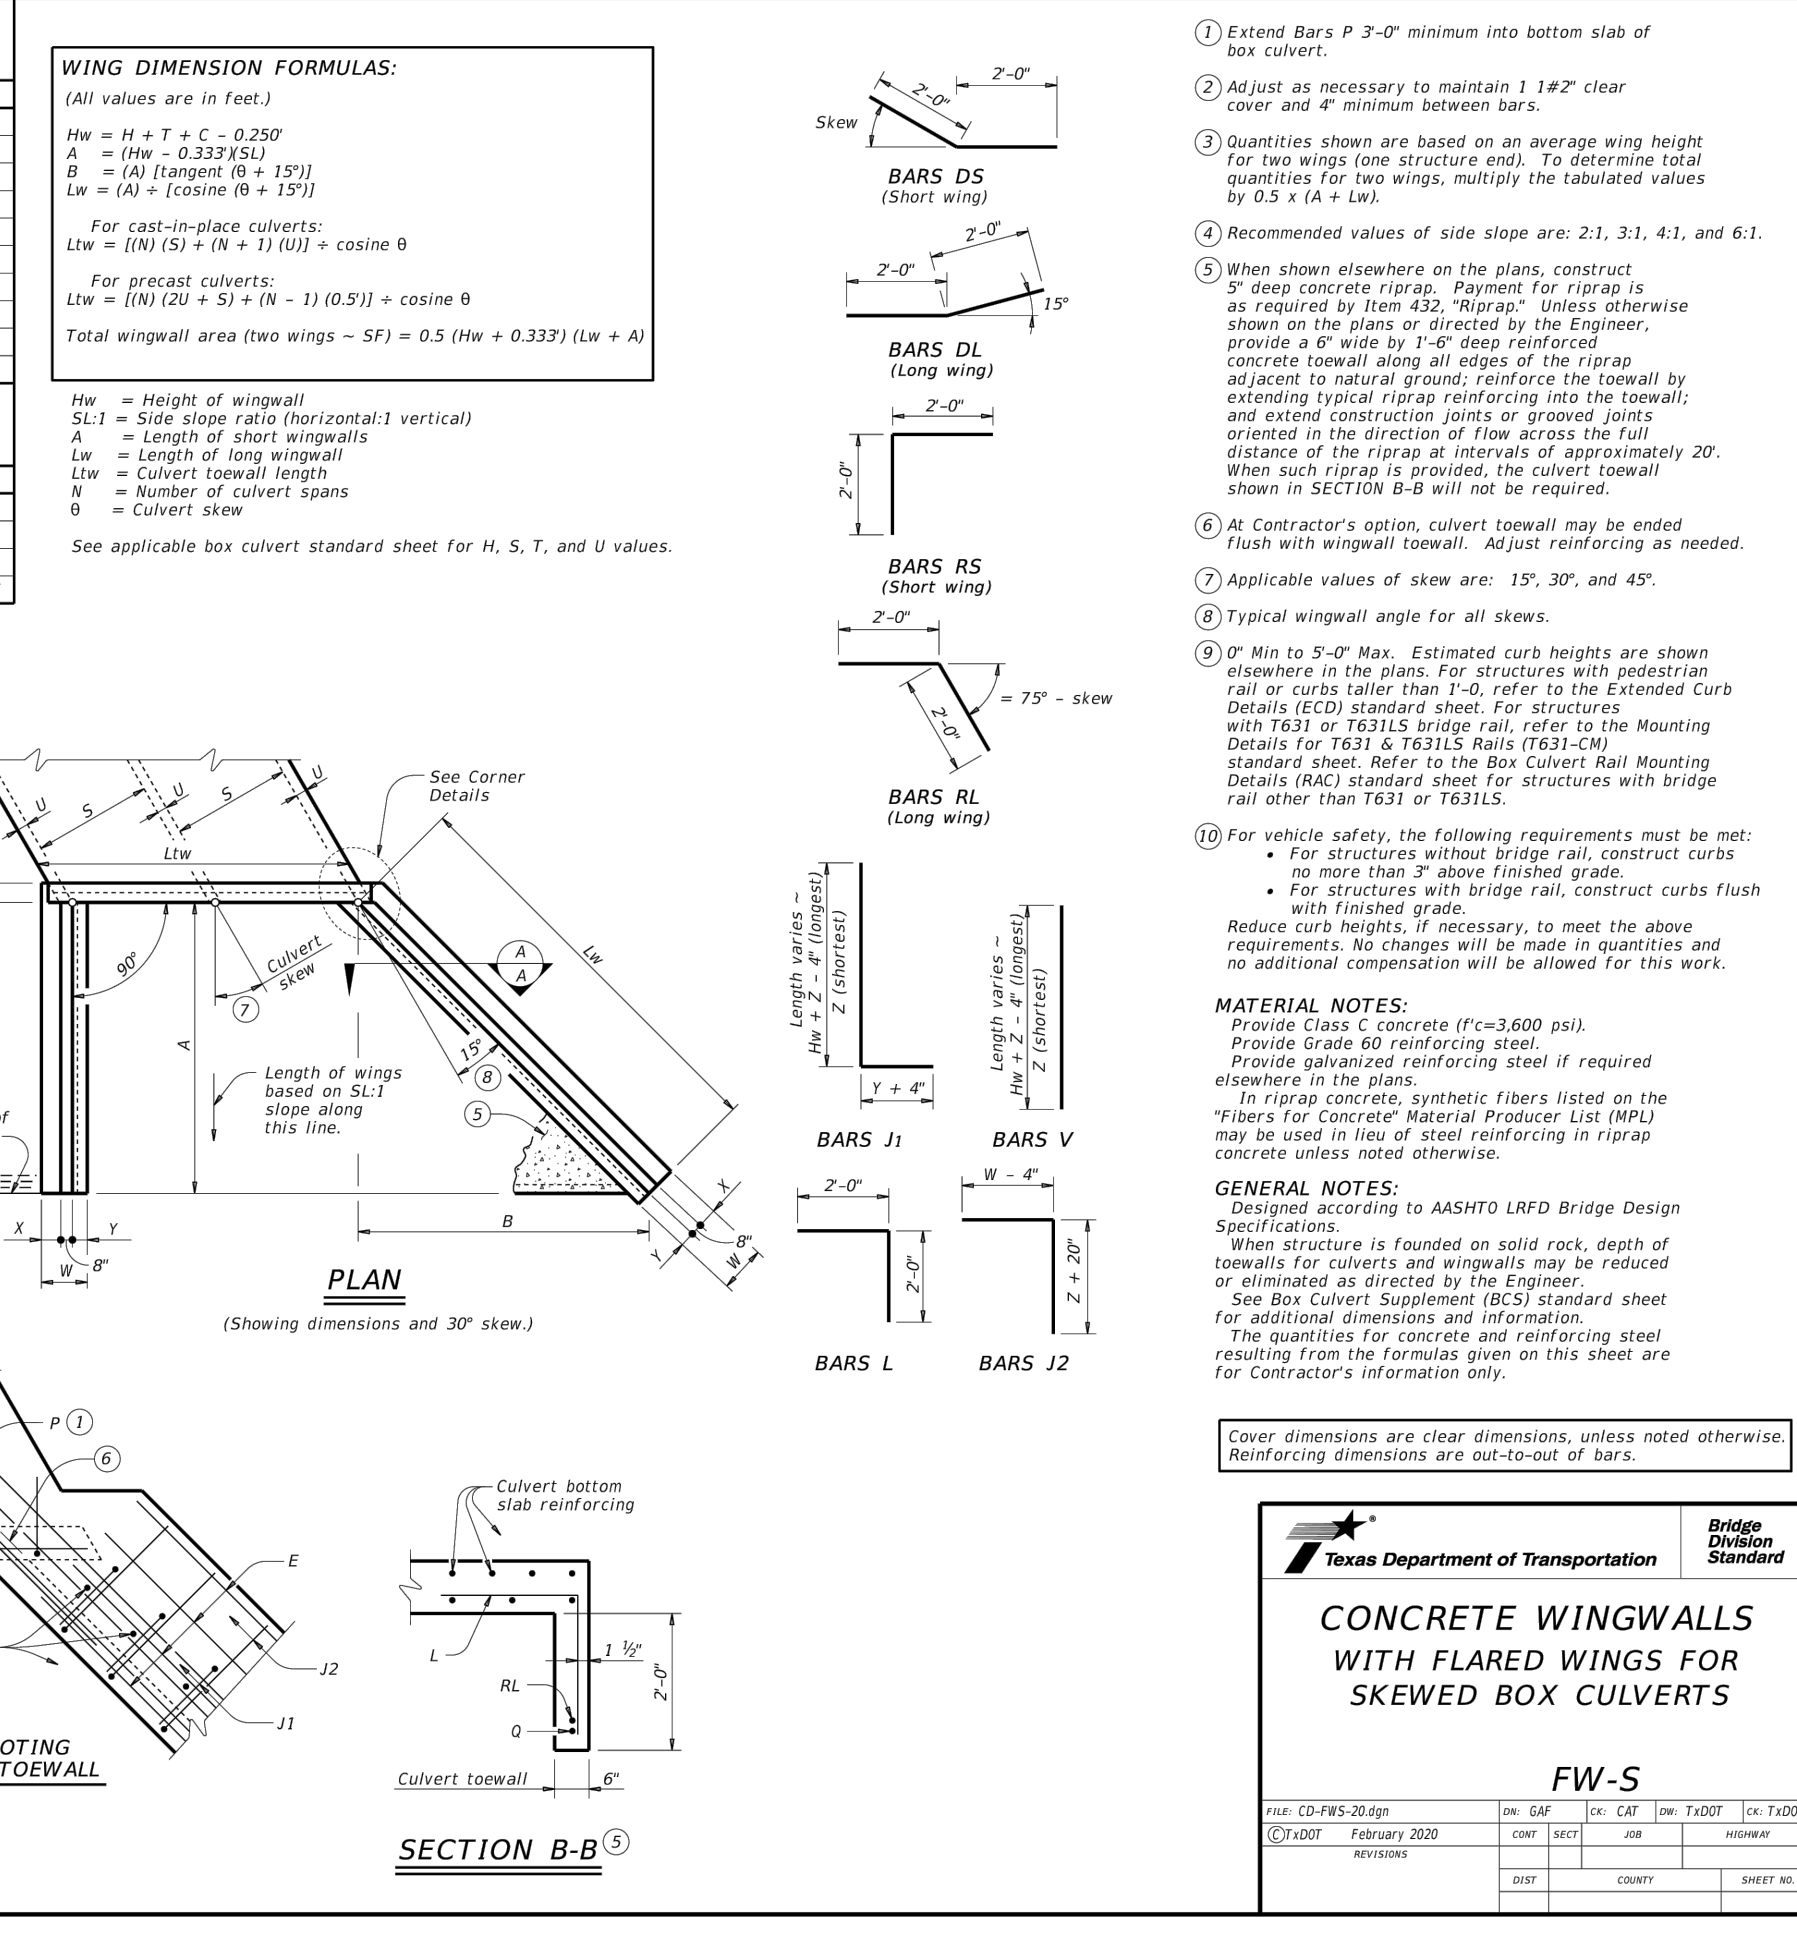 WING DIMENSION FORMULAS:
(All values are in feet.)
Hw = H + T + C – 0.250'
A = (Hw – 0.333')(SL)
B = (A) [tangent (θ + 15°)]
Lw = (A) ÷ [cosine (θ + 15°)]
For cast-in-place culverts:
Ltw = [(N) (S) + (N + 1) (U)] ÷ cosine θ
For precast culverts:
Ltw = [(N) (2U + S) + (N – 1) (0.5')] ÷ cosine θ
Total wingwall area (two wings ~ SF) = 0.5 (Hw + 0.333') (Lw + A)
Hw = Height of wingwall
SL:1 = Side slope ratio (horizontal:1 vertical)
A = Length of short wingwalls
Lw = Length of long wingwall
Ltw = Culvert toewall length
N = Number of culvert spans
θ = Culvert skew
See applicable box culvert standard sheet for H, S, T, and U values.
2'-0"
2'-0"
Skew
BARS DS
(Short wing)
2'-0"
2'-0"
15°
BARS DL
(Long wing)
2'-0"
2'-0"
BARS RS
(Short wing)
2'-0"
= 75° – skew
2'-0"
BARS RL
(Long wing)
Length varies ~
Hw + Z – 4" (longest)
Z (shortest)
Y + 4"
BARS J1
Length varies ~
Hw + Z – 4" (longest)
Z (shortest)
BARS V
2'-0"
2'-0"
BARS L
W – 4"
Z + 20"
BARS J2
U
S
U
S
U
Ltw
See Corner
Details
90°
Culvert
skew
7
A
A
A
Lw
15°
8
5
Length of wings
based on SL:1
slope along
this line.
of
X
Y
8"
W
B
X
8"
Y
W
PLAN
(Showing dimensions and 30° skew.)
P 1
6
E
J2
J1
OTING
TOEWALL
Culvert bottom
slab reinforcing
L
1 ½"
RL
2'-0"
Q
Culvert toewall
6"
SECTION B-B 5
1 Extend Bars P 3'-0" minimum into bottom slab of
box culvert.
2 Adjust as necessary to maintain 1 1#2" clear
cover and 4" minimum between bars.
3 Quantities shown are based on an average wing height
for two wings (one structure end). To determine total
quantities for two wings, multiply the tabulated values
by 0.5 x (A + Lw).
4 Recommended values of side slope are: 2:1, 3:1, 4:1, and 6:1.
5 When shown elsewhere on the plans, construct
5" deep concrete riprap. Payment for riprap is
as required by Item 432, "Riprap." Unless otherwise
shown on the plans or directed by the Engineer,
provide a 6" wide by 1'-6" deep reinforced
concrete toewall along all edges of the riprap
adjacent to natural ground; reinforce the toewall by
extending typical riprap reinforcing into the toewall;
and extend construction joints or grooved joints
oriented in the direction of flow across the full
distance of the riprap at intervals of approximately 20'.
When such riprap is provided, the culvert toewall
shown in SECTION B-B will not be required.
6 At Contractor's option, culvert toewall may be ended
flush with wingwall toewall. Adjust reinforcing as needed.
7 Applicable values of skew are: 15°, 30°, and 45°.
8 Typical wingwall angle for all skews.
9 0" Min to 5'-0" Max. Estimated curb heights are shown
elsewhere in the plans. For structures with pedestrian
rail or curbs taller than 1'-0, refer to the Extended Curb
Details (ECD) standard sheet. For structures
with T631 or T631LS bridge rail, refer to the Mounting
Details for T631 & T631LS Rails (T631-CM)
standard sheet. Refer to the Box Culvert Rail Mounting
Details (RAC) standard sheet for structures with bridge
rail other than T631 or T631LS.
10 For vehicle safety, the following requirements must be met:
• For structures without bridge rail, construct curbs
no more than 3" above finished grade.
• For structures with bridge rail, construct curbs flush
with finished grade.
Reduce curb heights, if necessary, to meet the above
requirements. No changes will be made in quantities and
no additional compensation will be allowed for this work.
MATERIAL NOTES:
Provide Class C concrete (f'c=3,600 psi).
Provide Grade 60 reinforcing steel.
Provide galvanized reinforcing steel if required
elsewhere in the plans.
In riprap concrete, synthetic fibers listed on the
"Fibers for Concrete" Material Producer List (MPL)
may be used in lieu of steel reinforcing in riprap
concrete unless noted otherwise.
GENERAL NOTES:
Designed according to AASHTO LRFD Bridge Design
Specifications.
When structure is founded on solid rock, depth of
toewalls for culverts and wingwalls may be reduced
or eliminated as directed by the Engineer.
See Box Culvert Supplement (BCS) standard sheet
for additional dimensions and information.
The quantities for concrete and reinforcing steel
resulting from the formulas given on this sheet are
for Contractor's information only.
Cover dimensions are clear dimensions, unless noted otherwise.
Reinforcing dimensions are out-to-out of bars.
® Texas Department of Transportation
Bridge
Division
Standard
CONCRETE WINGWALLS
WITH FLARED WINGS FOR
SKEWED BOX CULVERTS
FW-S
FILE: CD-FWS-20.dgn
DN: GAF
CK: CAT
DW: TxDOT
CK: TxDO
©TxDOT February 2020
CONT
SECT
JOB
HIGHWAY
REVISIONS
DIST
COUNTY
SHEET NO.